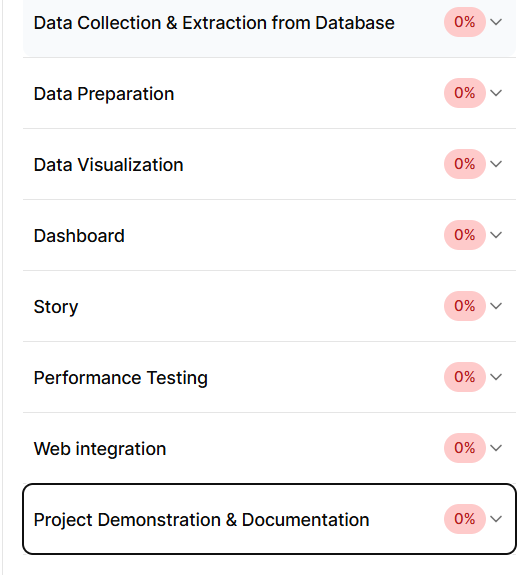 Data Collection & Extraction from Database 0%
Data Preparation 0%
Data Visualization 0%
Dashboard 0%
Story 0%
Performance Testing 0%
Web integration 0%
Project Demonstration & Documentation 0%